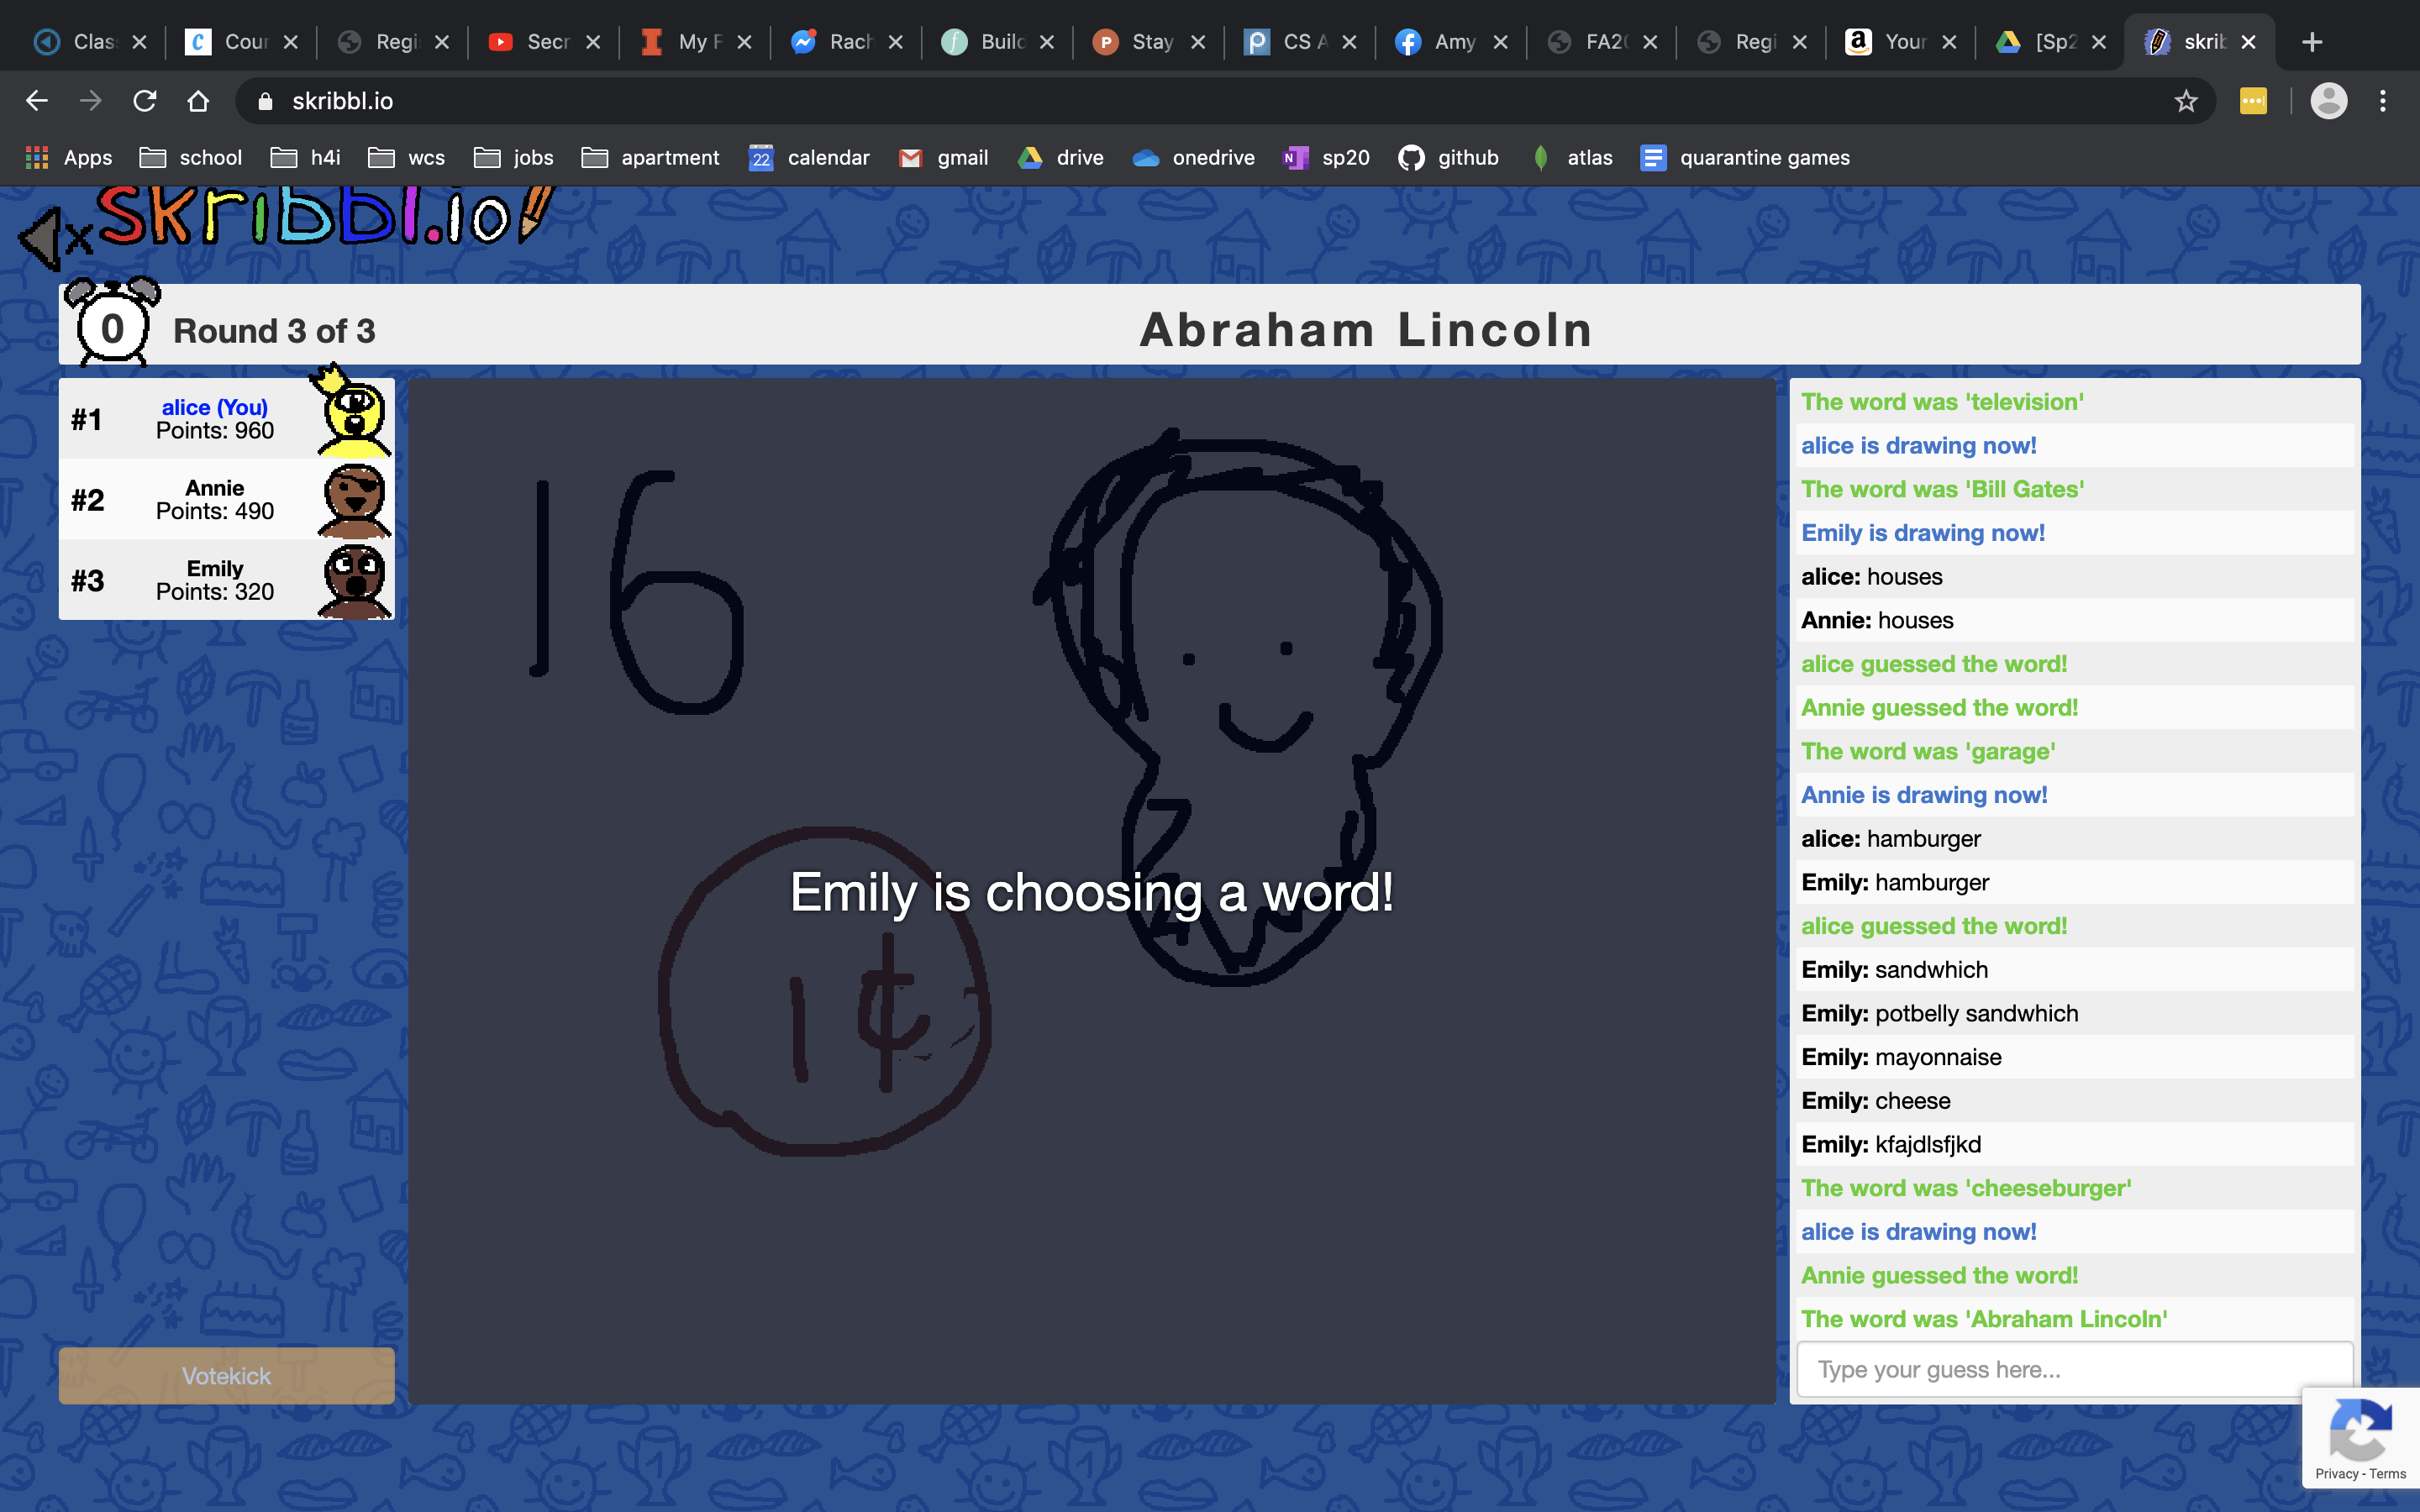 Clas
Cour
Regi
Secr
My F
Rach
Build
Stay
CS A
Amy
FA20
Regi
Your
[Sp2
skrib
skribbl.io
Apps
school
h4i
wcs
jobs
apartment
22
calendar
gmail
drive
onedrive
N
sp20
github
atlas
quarantine games
skribbl.io
0
Round 3 of 3
Abraham Lincoln
#1
alice (You)
Points: 960
#2
Annie
Points: 490
#3
Emily
Points: 320
Votekick
16
1¢
Emily is choosing a word!
The word was 'television'
alice is drawing now!
The word was 'Bill Gates'
Emily is drawing now!
alice: houses
Annie: houses
alice guessed the word!
Annie guessed the word!
The word was 'garage'
Annie is drawing now!
alice: hamburger
Emily: hamburger
alice guessed the word!
Emily: sandwhich
Emily: potbelly sandwhich
Emily: mayonnaise
Emily: cheese
Emily: kfajdlsfjkd
The word was 'cheeseburger'
alice is drawing now!
Annie guessed the word!
The word was 'Abraham Lincoln'
Type your guess here...
Privacy - Terms